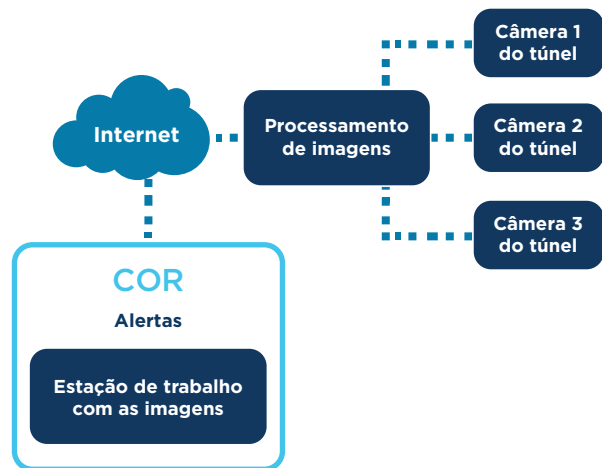 Câmera 1
do túnel
Internet
Processamento
de imagens
Câmera 2
do túnel
Câmera 3
do túnel
COR
Alertas
Estação de trabalho
com as imagens